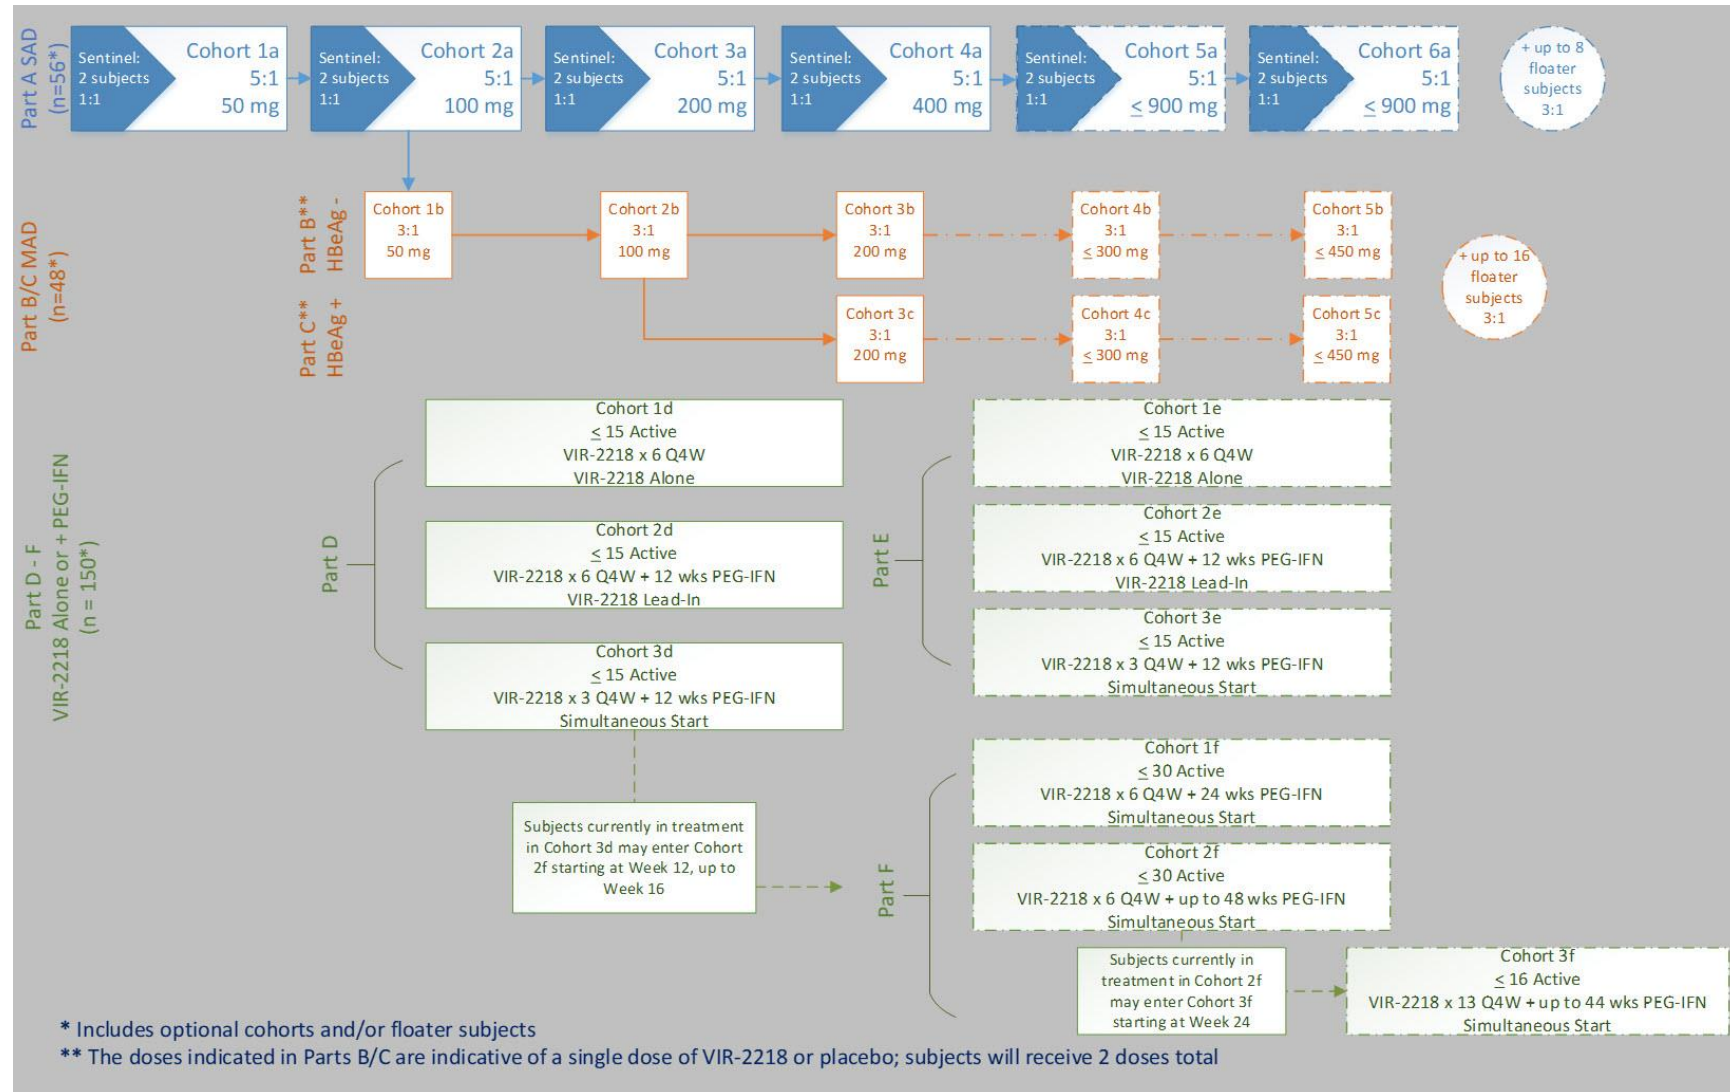 Part A SAD
(n=56*)
Sentinel:
2 subjects
1:1
Cohort 1a
5:1
50 mg
Sentinel:
2 subjects
1:1
Cohort 2a
5:1
100 mg
Sentinel:
2 subjects
1:1
Cohort 3a
5:1
200 mg
Sentinel:
2 subjects
1:1
Cohort 4a
5:1
400 mg
Sentinel:
2 subjects
1:1
Cohort 5a
5:1
≤ 900 mg
Sentinel:
2 subjects
1:1
Cohort 6a
5:1
≤ 900 mg
+ up to 8
floater
subjects
3:1
Part B/C MAD
(n=48*)
Part B**
HBeAg -
Cohort 1b
3:1
50 mg
Cohort 2b
3:1
100 mg
Cohort 3b
3:1
200 mg
Cohort 4b
3:1
≤ 300 mg
Cohort 5b
3:1
≤ 450 mg
+ up to 16
floater
subjects
3:1
Part C**
HBeAg +
Cohort 3c
3:1
200 mg
Cohort 4c
3:1
≤ 300 mg
Cohort 5c
3:1
≤ 450 mg
Part D - F
VIR-2218 Alone or + PEG-IFN
(n = 150*)
Part D
Cohort 1d
≤ 15 Active
VIR-2218 x 6 Q4W
VIR-2218 Alone
Cohort 2d
≤ 15 Active
VIR-2218 x 6 Q4W + 12 wks PEG-IFN
VIR-2218 Lead-In
Cohort 3d
≤ 15 Active
VIR-2218 x 3 Q4W + 12 wks PEG-IFN
Simultaneous Start
Part E
Cohort 1e
≤ 15 Active
VIR-2218 x 6 Q4W
VIR-2218 Alone
Cohort 2e
≤ 15 Active
VIR-2218 x 6 Q4W + 12 wks PEG-IFN
VIR-2218 Lead-In
Cohort 3e
≤ 15 Active
VIR-2218 x 3 Q4W + 12 wks PEG-IFN
Simultaneous Start
Subjects currently in treatment
in Cohort 3d may enter Cohort
2f starting at Week 12, up to
Week 16
Part F
Cohort 1f
≤ 30 Active
VIR-2218 x 6 Q4W + 24 wks PEG-IFN
Simultaneous Start
Cohort 2f
≤ 30 Active
VIR-2218 x 6 Q4W + up to 48 wks PEG-IFN
Simultaneous Start
Subjects currently in
treatment in Cohort 2f
may enter Cohort 3f
starting at Week 24
Cohort 3f
≤ 16 Active
VIR-2218 x 13 Q4W + up to 44 wks PEG-IFN
Simultaneous Start
* Includes optional cohorts and/or floater subjects
** The doses indicated in Parts B/C are indicative of a single dose of VIR-2218 or placebo; subjects will receive 2 doses total